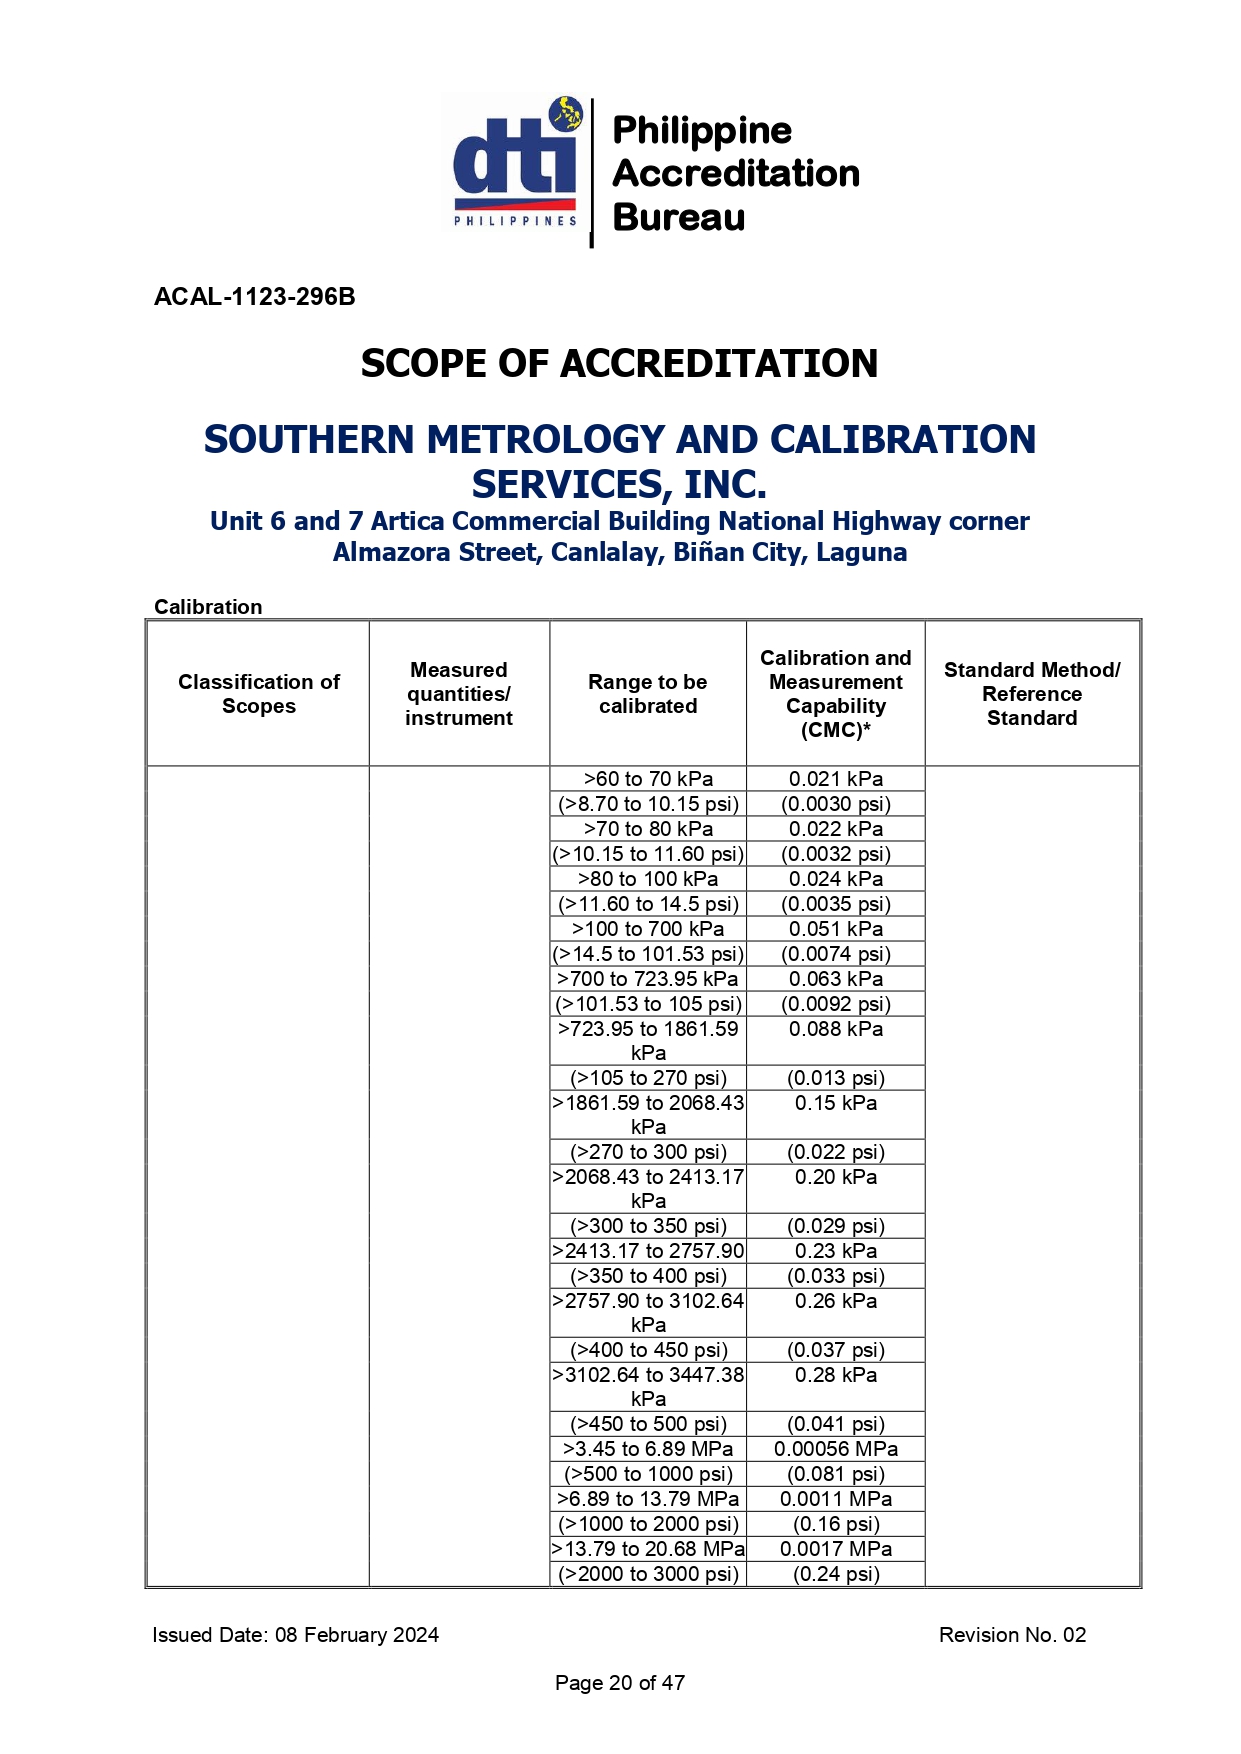 dti
PHILIPPINES
Philippine
Accreditation
Bureau
ACAL-1123-296B
SCOPE OF ACCREDITATION
SOUTHERN METROLOGY AND CALIBRATION
SERVICES, INC.
Unit 6 and 7 Artica Commercial Building National Highway corner
Almazora Street, Canlalay, Biñan City, Laguna
Calibration
Classification of
Scopes
Measured
quantities/
instrument
Range to be
calibrated
Calibration and
Measurement
Capability
(CMC)*
Standard Method/
Reference
Standard
>60 to 70 kPa 0.021 kPa
(>8.70 to 10.15 psi) (0.0030 psi)
>70 to 80 kPa 0.022 kPa
(>10.15 to 11.60 psi) (0.0032 psi)
>80 to 100 kPa 0.024 kPa
(>11.60 to 14.5 psi) (0.0035 psi)
>100 to 700 kPa 0.051 kPa
(>14.5 to 101.53 psi) (0.0074 psi)
>700 to 723.95 kPa 0.063 kPa
(>101.53 to 105 psi) (0.0092 psi)
>723.95 to 1861.59 0.088 kPa
kPa
(>105 to 270 psi) (0.013 psi)
>1861.59 to 2068.43 0.15 kPa
kPa
(>270 to 300 psi) (0.022 psi)
>2068.43 to 2413.17 0.20 kPa
kPa
(>300 to 350 psi) (0.029 psi)
>2413.17 to 2757.90 0.23 kPa
(>350 to 400 psi) (0.033 psi)
>2757.90 to 3102.64 0.26 kPa
kPa
(>400 to 450 psi) (0.037 psi)
>3102.64 to 3447.38 0.28 kPa
kPa
(>450 to 500 psi) (0.041 psi)
>3.45 to 6.89 MPa 0.00056 MPa
(>500 to 1000 psi) (0.081 psi)
>6.89 to 13.79 MPa 0.0011 MPa
(>1000 to 2000 psi) (0.16 psi)
>13.79 to 20.68 MPa 0.0017 MPa
(>2000 to 3000 psi) (0.24 psi)
Issued Date: 08 February 2024 Revision No. 02
Page 20 of 47